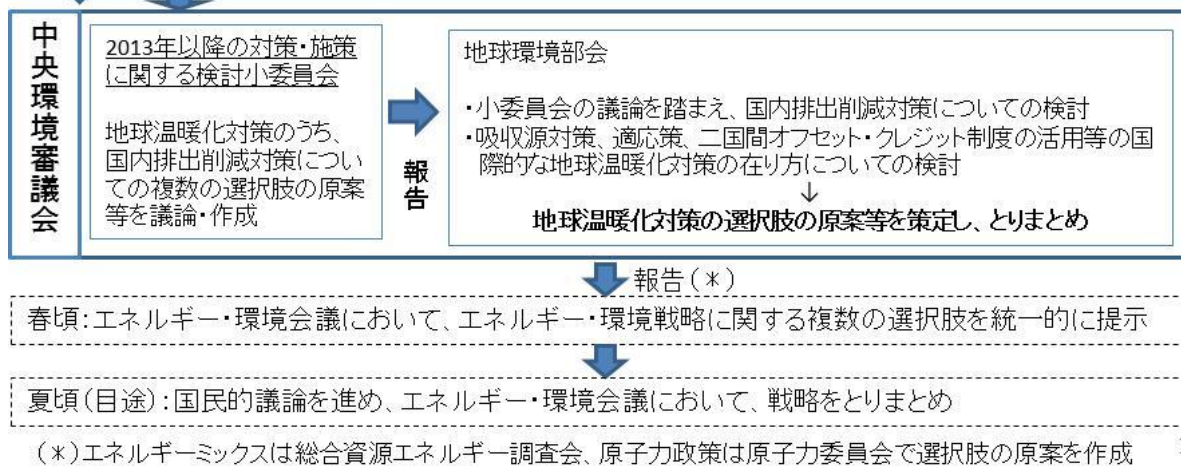 中央環境審議会
2013年以降の対策・施策
に関する検討小委員会
地球温暖化対策のうち、
国内排出削減対策につい
ての複数の選択肢の原案
等を議論・作成
報告
地球環境部会
・小委員会の議論を踏まえ、国内排出削減対策についての検討
・吸収源対策、適応策、二国間オフセット・クレジット制度の活用等の国
際的な地球温暖化対策の在り方についての検討
↓
地球温暖化対策の選択肢の原案等を策定し、とりまとめ
報告(*)
春頃:エネルギー・環境会議において、エネルギー・環境戦略に関する複数の選択肢を統一的に提示
夏頃(目途):国民的議論を進め、エネルギー・環境会議において、戦略をとりまとめ
(*)エネルギーミックスは総合資源エネルギー調査会、原子力政策は原子力委員会で選択肢の原案を作成